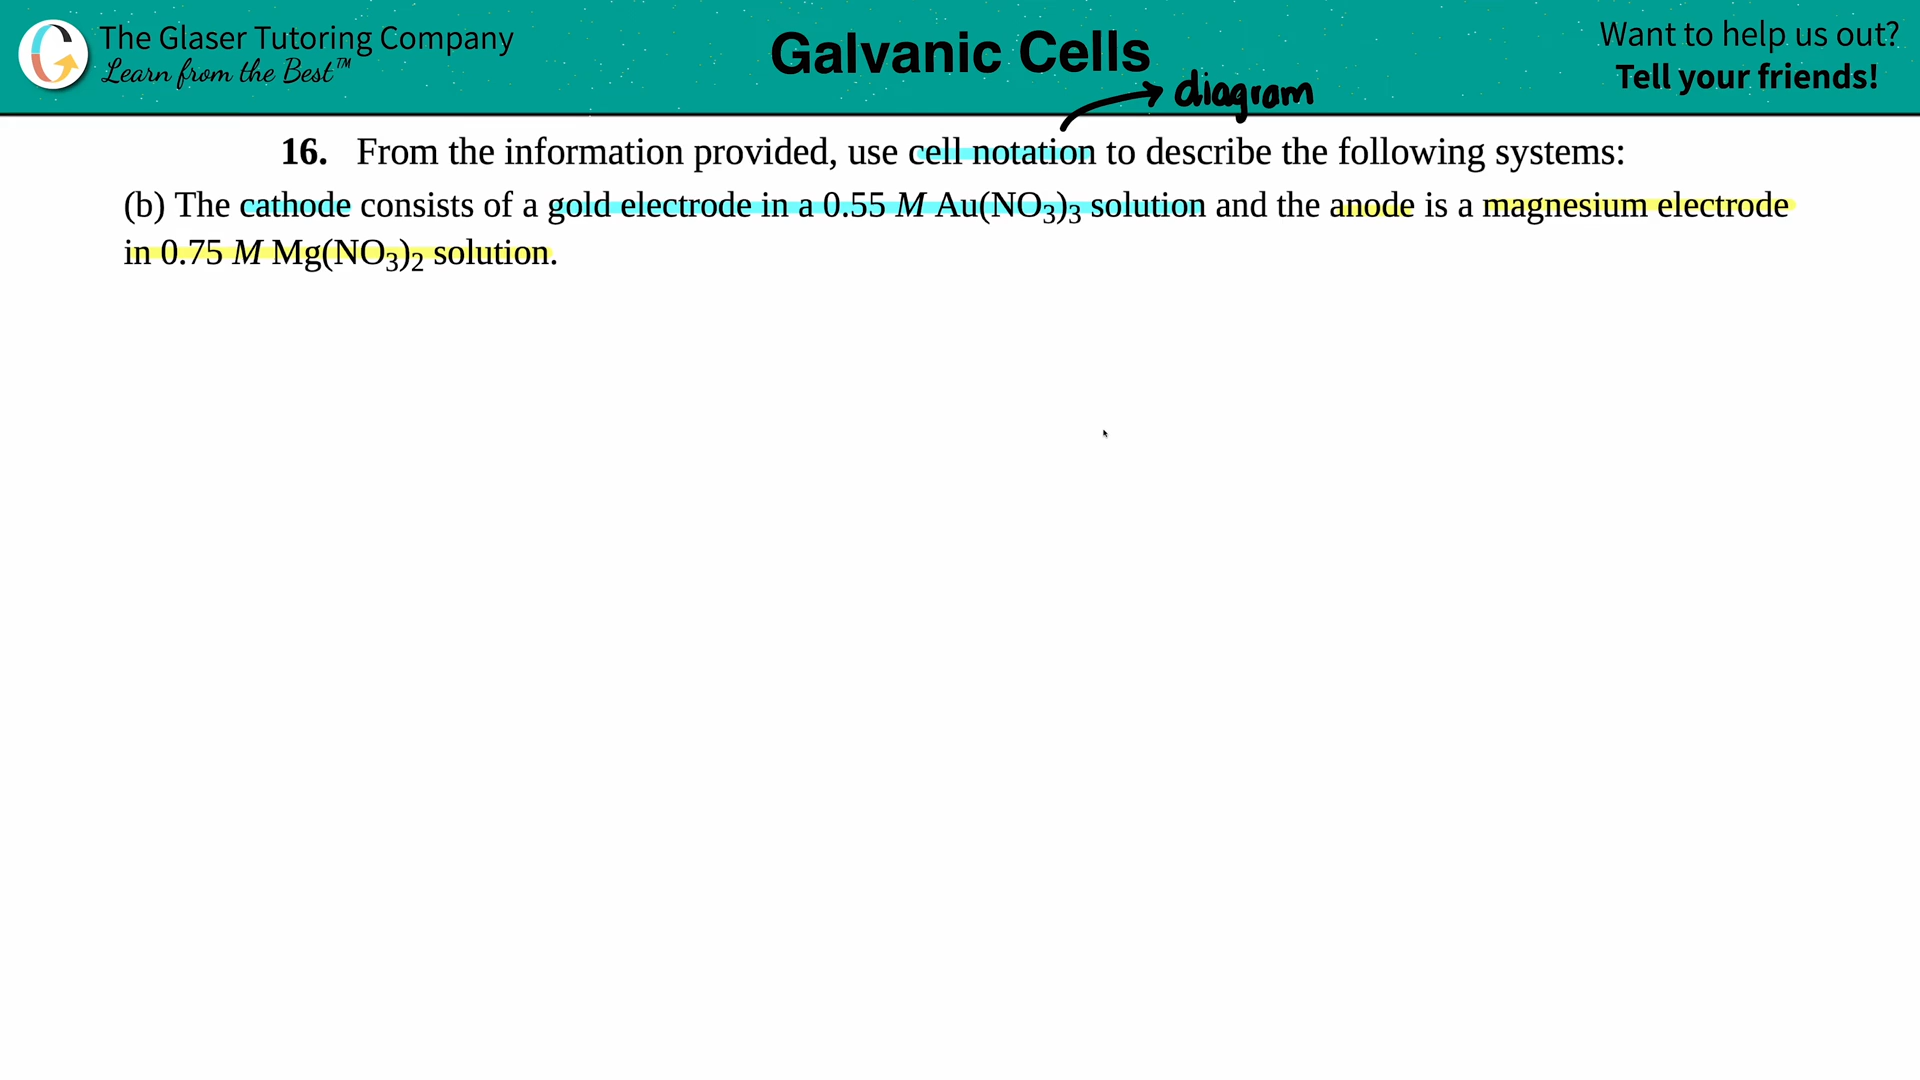 The Glaser Tutoring Company
Learn from the Best™
Galvanic Cells
Want to help us out?
Tell your friends!
diagram
16. From the information provided, use cell notation to describe the following systems:
(b) The cathode consists of a gold electrode in a 0.55 M Au(NO₃)₃ solution and the anode is a magnesium electrode
in 0.75 M Mg(NO₃)₂ solution.